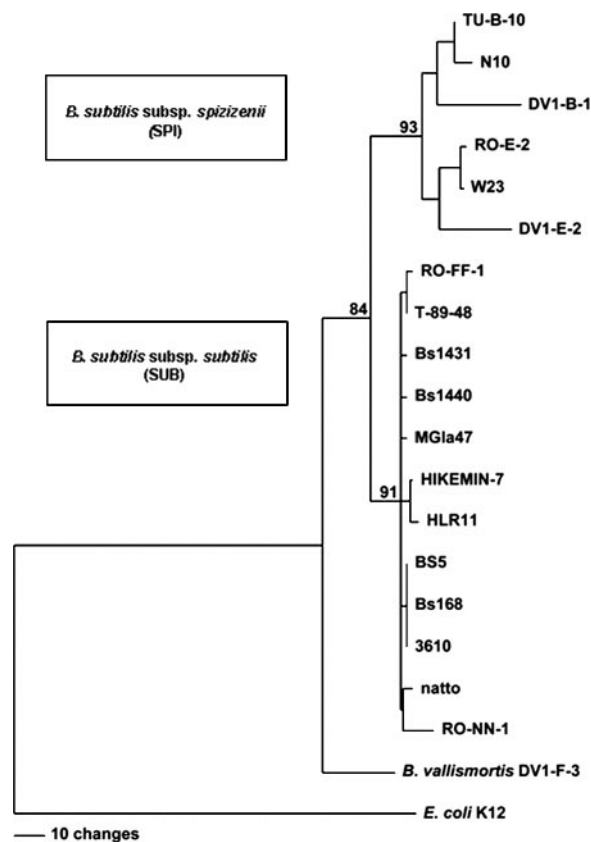 TU-B-10
N10
B. subtilis subsp. spizizenii
(SPI)
DV1-B-1
93
RO-E-2
W23
DV1-E-2
RO-FF-1
84
T-89-48
B. subtilis subsp. subtilis
(SUB)
Bs1431
Bs1440
MGla47
HIKEMIN-7
91
HLR11
BS5
Bs168
3610
natto
RO-NN-1
B. vallismortis DV1-F-3
E. coli K12
10 changes